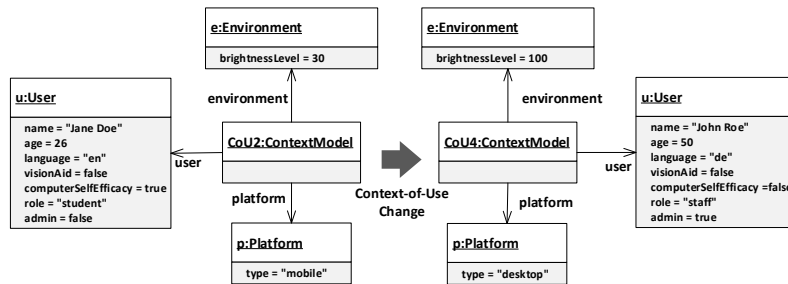 e:Environment
brightnessLevel = 30
environment
u:User
name = "Jane Doe"
age = 26
language = "en"
visionAid = false
computerSelfEfficacy = true
role = "student"
admin = false
user
CoU2:ContextModel
platform
p:Platform
type = "mobile"
Context-of-Use
Change
e:Environment
brightnessLevel = 100
environment
CoU4:ContextModel
user
platform
p:Platform
type = "desktop"
u:User
name = "John Roe"
age = 50
language = "de"
visionAid = false
computerSelfEfficacy =false
role = "staff"
admin = true